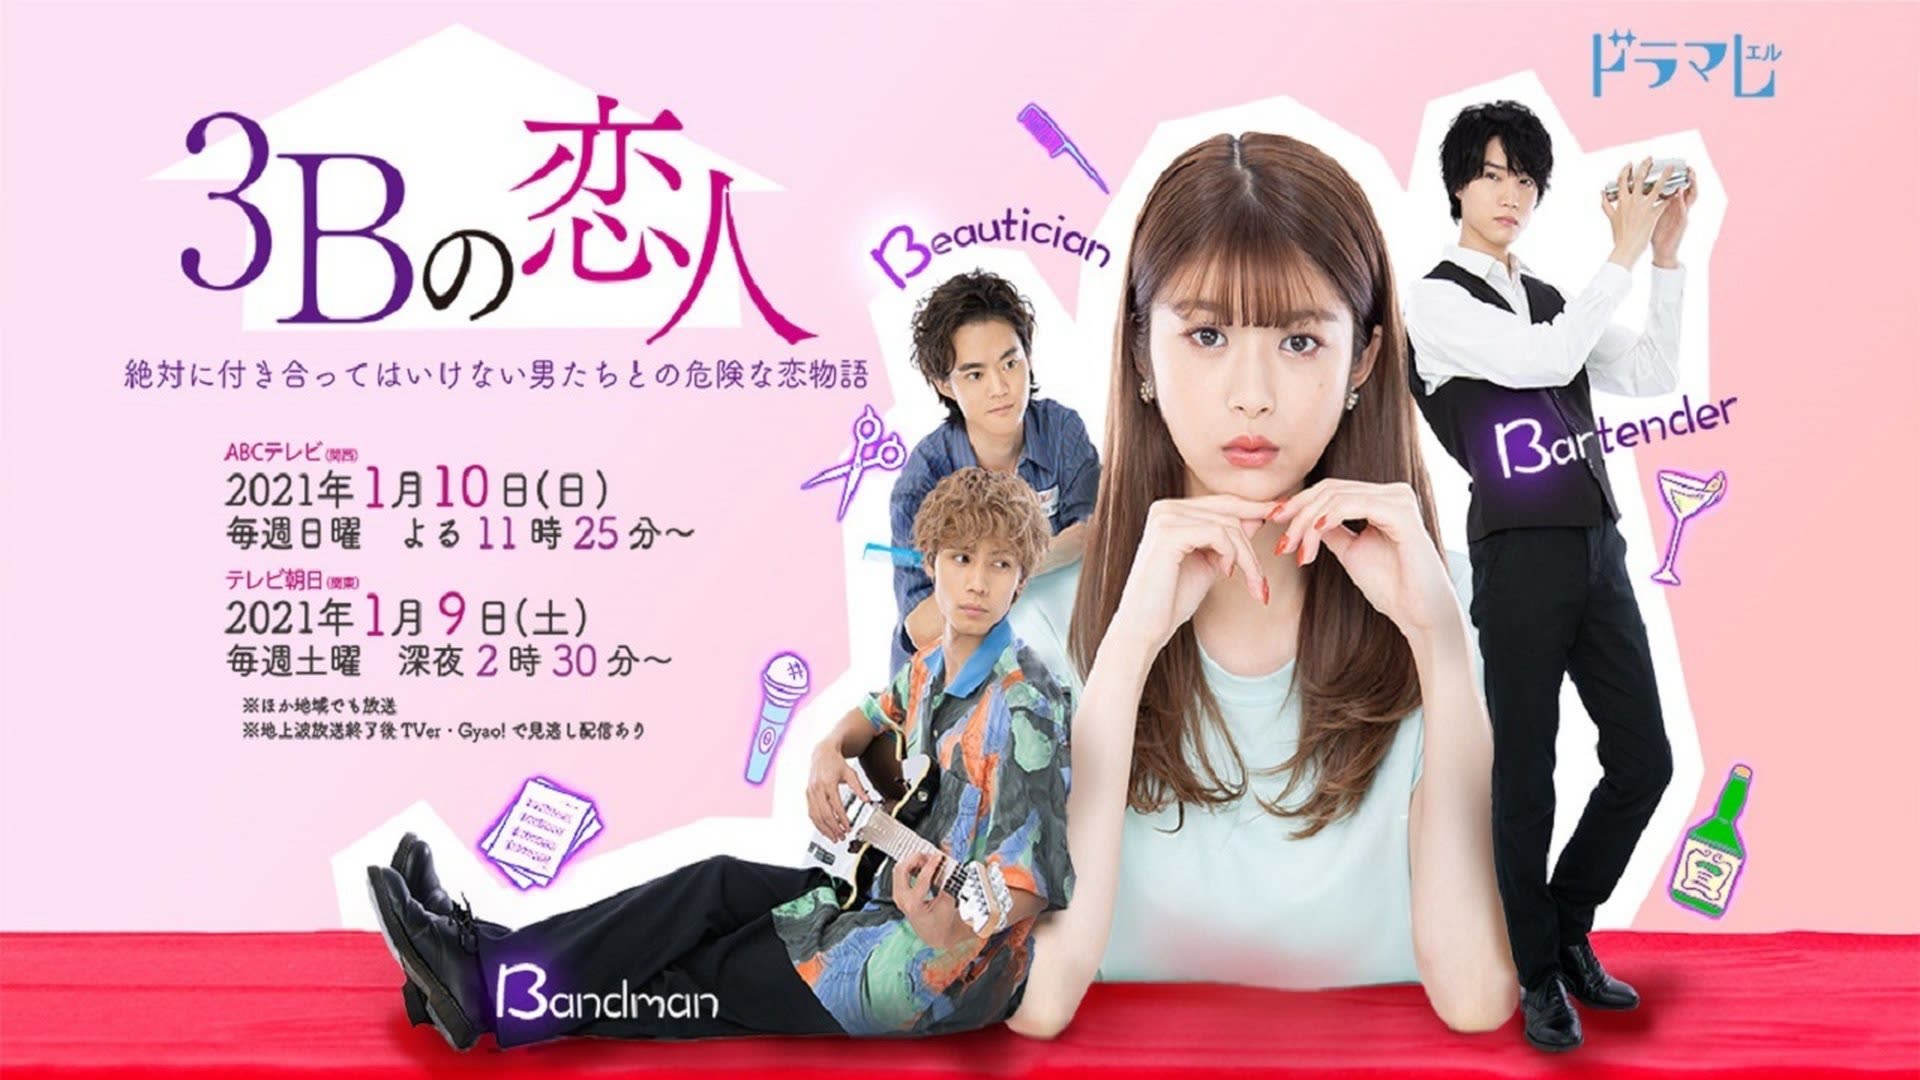 ドラマL
エル
3Bの恋人
絶対に付き合ってはいけない男たちとの危険な恋物語
ABCテレビ(関西)
2021年1月10日(日)
毎週日曜 よる11時25分～
テレビ朝日(関東)
2021年1月9日(土)
毎週土曜 深夜2時30分～
※ほか地域でも放送
※地上波放送終了後TVer・Gyao!で見逃し配信あり
Beautician
Bartender
Bandman